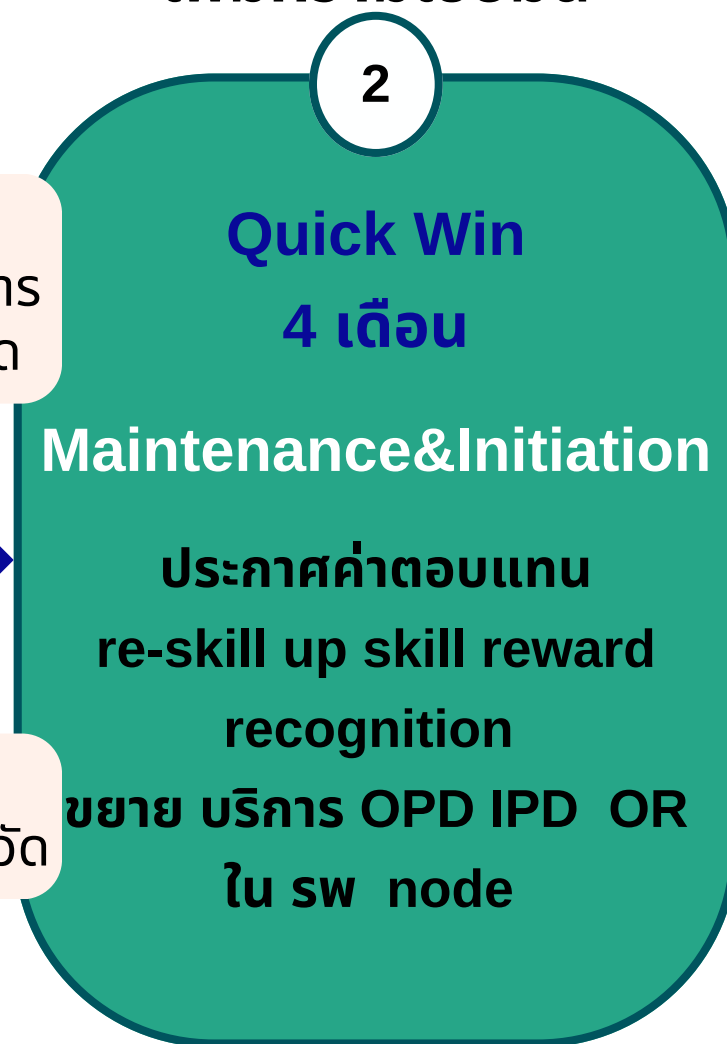 2
Quick Win
4 เดือน
Maintenance&Initiation
ประกาศค่าตอบแทน
re-skill up skill reward
recognition
ขยาย บริการ OPD IPD OR
ใน รพ node